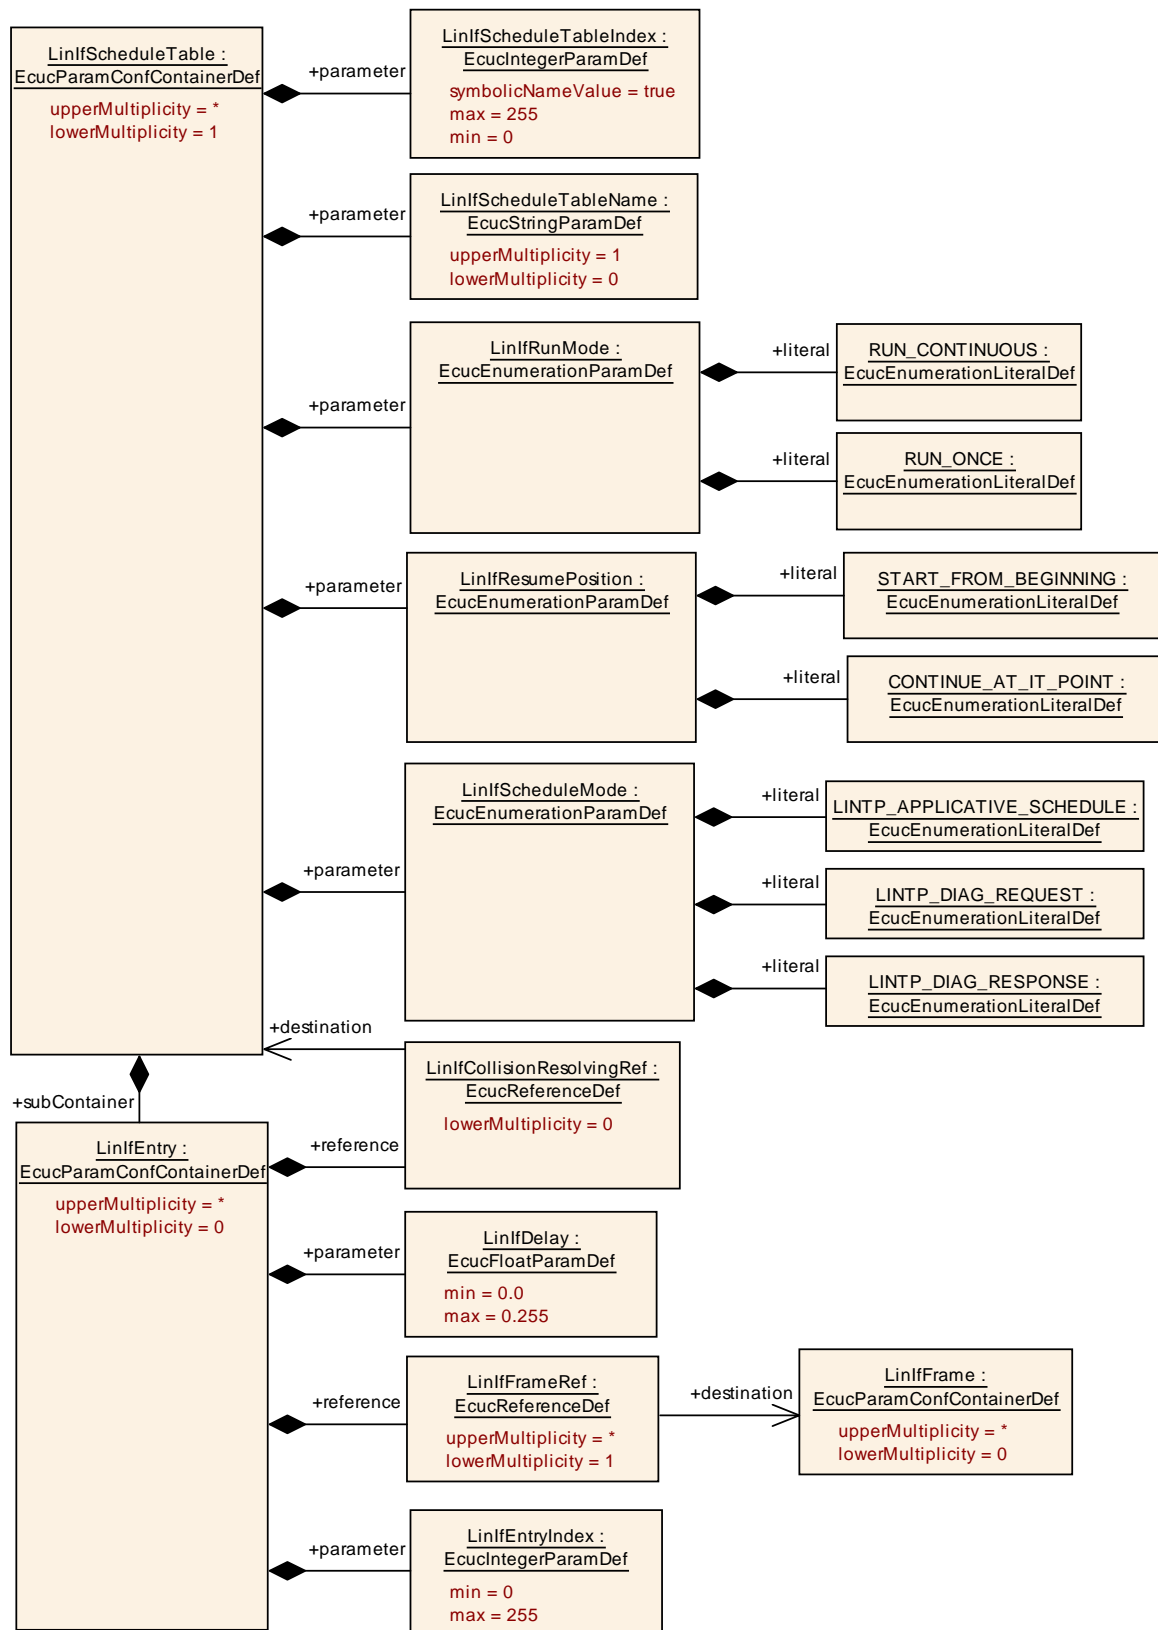 LinIfScheduleTable :
EcucParamConfContainerDef
upperMultiplicity = *
lowerMultiplicity = 1
+parameter
LinIfScheduleTableIndex :
EcucIntegerParamDef
symbolicNameValue = true
max = 255
min = 0
+parameter
LinIfScheduleTableName :
EcucStringParamDef
upperMultiplicity = 1
lowerMultiplicity = 0
+parameter
LinIfRunMode :
EcucEnumerationParamDef
+literal
RUN_CONTINUOUS :
EcucEnumerationLiteralDef
+literal
RUN_ONCE :
EcucEnumerationLiteralDef
+parameter
LinIfResumePosition :
EcucEnumerationParamDef
+literal
START_FROM_BEGINNING :
EcucEnumerationLiteralDef
+literal
CONTINUE_AT_IT_POINT :
EcucEnumerationLiteralDef
+parameter
LinIfScheduleMode :
EcucEnumerationParamDef
+literal
LINTP_APPLICATIVE_SCHEDULE :
EcucEnumerationLiteralDef
+literal
LINTP_DIAG_REQUEST :
EcucEnumerationLiteralDef
+literal
LINTP_DIAG_RESPONSE :
EcucEnumerationLiteralDef
+destination
LinIfCollisionResolvingRef :
EcucReferenceDef
lowerMultiplicity = 0
+subContainer
+reference
LinIfEntry :
EcucParamConfContainerDef
upperMultiplicity = *
lowerMultiplicity = 0
+parameter
LinIfDelay :
EcucFloatParamDef
min = 0.0
max = 0.255
+reference
LinIfFrameRef :
EcucReferenceDef
upperMultiplicity = *
lowerMultiplicity = 1
+destination
LinIfFrame :
EcucParamConfContainerDef
upperMultiplicity = *
lowerMultiplicity = 0
+parameter
LinIfEntryIndex :
EcucIntegerParamDef
min = 0
max = 255